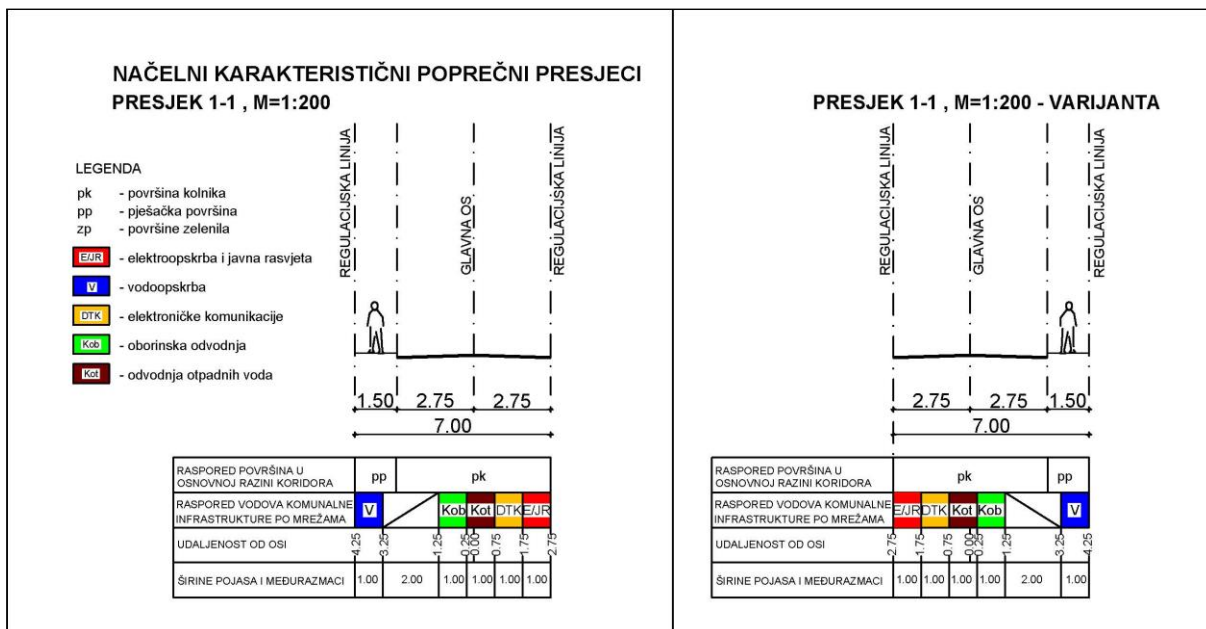 NAČELNI KARAKTERISTIČNI POPREČNI PRESJECI
PRESJEK 1-1 , M=1:200
LEGENDA
pk - površina kolnika
pp - pješačka površina
zp - površine zelenila
E/JR - elektroopskrba i javna rasvjeta
V - vodoopskrba
DTK - elektroničke komunikacije
Kob - oborinska odvodnja
Kot - odvodnja otpadnih voda
REGULACIJSKA LINIJA
GLAVNA OS
REGULACIJSKA LINIJA
1.50 2.75 2.75
7.00
RASPORED POVRŠINA U
OSNOVNOJ RAZINI KORIDORA
pp pk
RASPORED VODOVA KOMUNALNE
INFRASTRUKTURE PO MREŽAMA
V Kob Kot DTK E/JR
UDALJENOST OD OSI
4.25 3.25 1.25 0.25 0.00 0.75 1.75 2.75
ŠIRINE POJASA I MEĐURAZMACI
1.00 2.00 1.00 1.00 1.00 1.00
PRESJEK 1-1 , M=1:200 - VARIJANTA
REGULACIJSKA LINIJA
GLAVNA OS
REGULACIJSKA LINIJA
2.75 2.75 1.50
7.00
RASPORED POVRŠINA U
OSNOVNOJ RAZINI KORIDORA
pk pp
RASPORED VODOVA KOMUNALNE
INFRASTRUKTURE PO MREŽAMA
E/JR DTK Kot Kob V
UDALJENOST OD OSI
2.75 1.75 0.75 0.00 0.25 1.25 3.25 4.25
ŠIRINE POJASA I MEĐURAZMACI
1.00 1.00 1.00 1.00 2.00 1.00